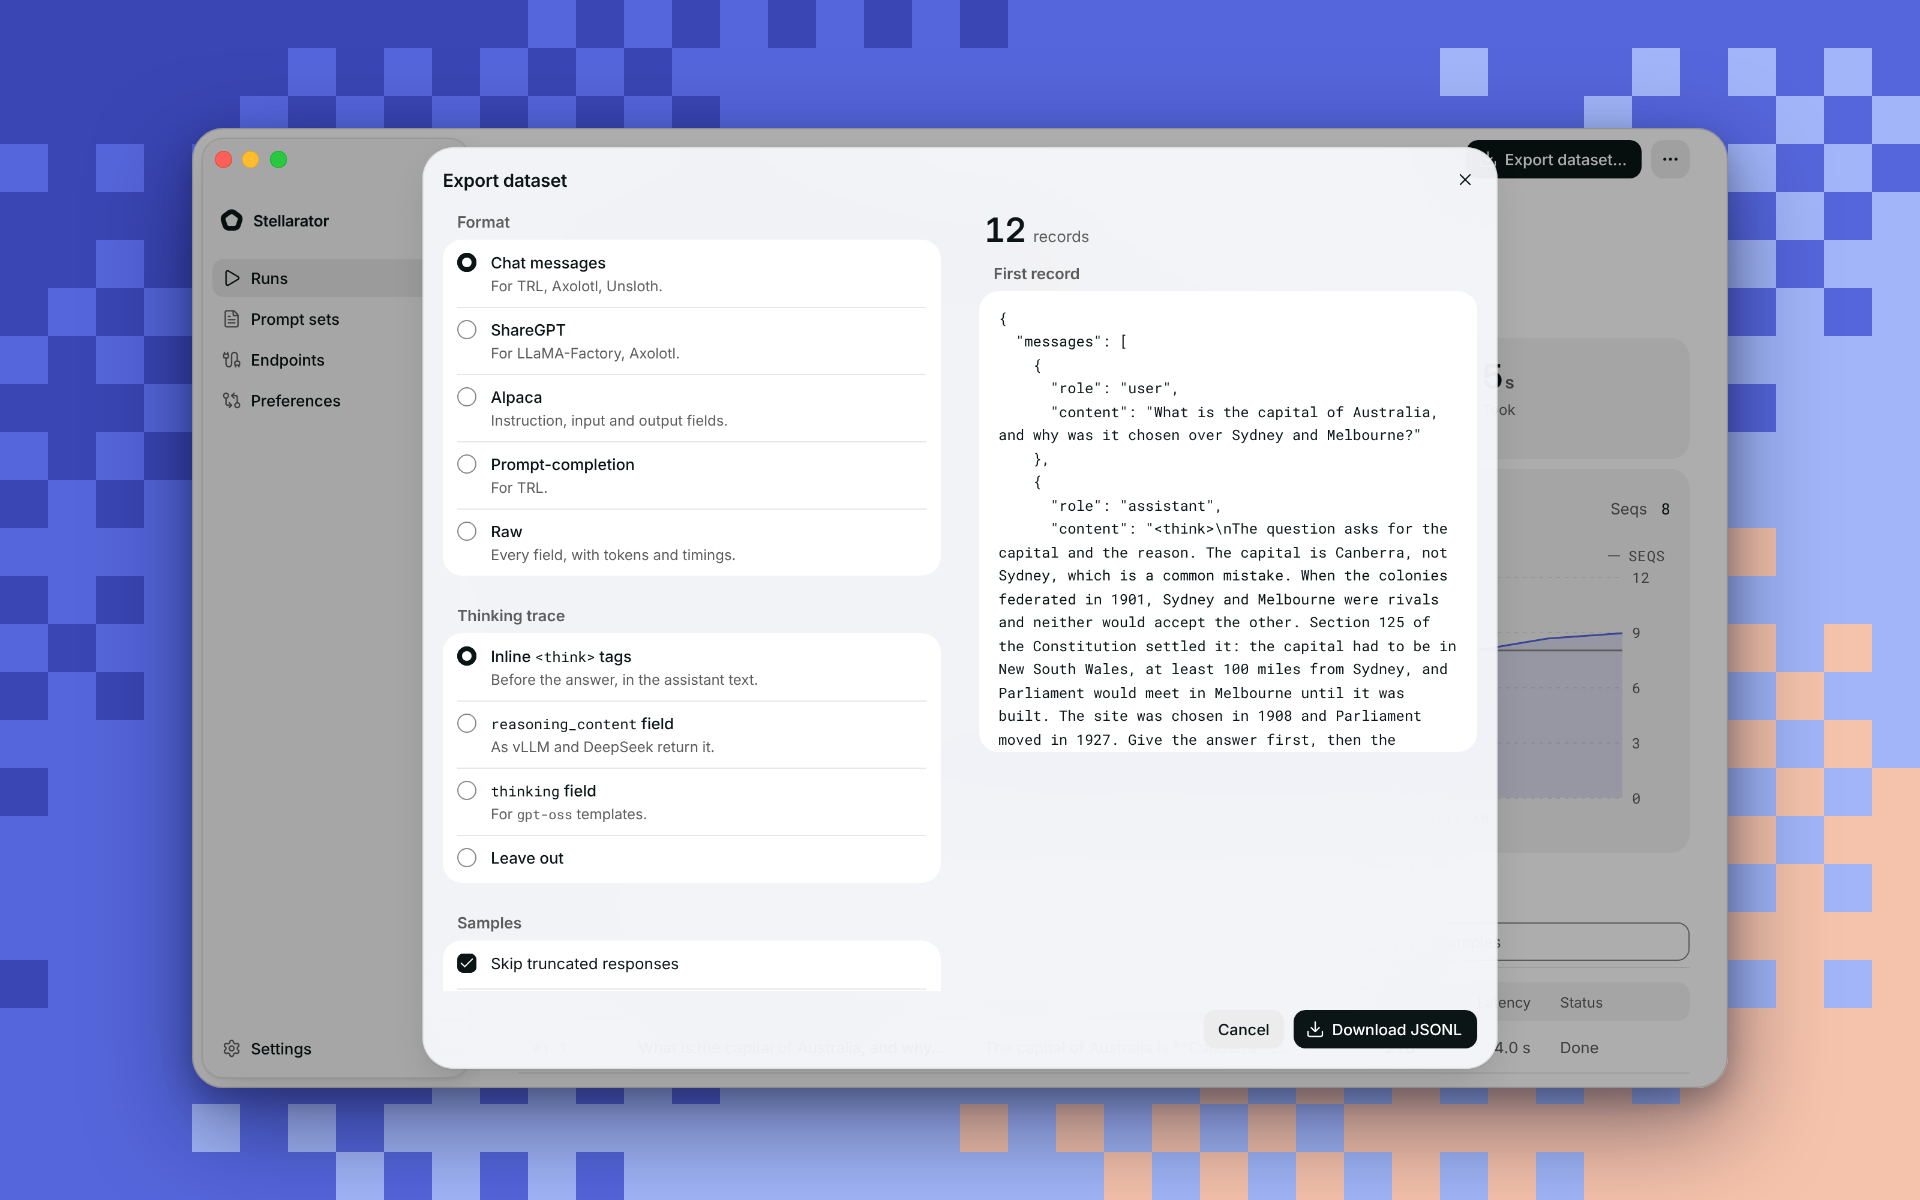 Export dataset...
Stellarator
Runs
Prompt sets
Endpoints
Preferences
Settings
Export dataset
Format
Chat messages
For TRL, Axolotl, Unsloth.
ShareGPT
For LLaMA-Factory, Axolotl.
Alpaca
Instruction, input and output fields.
Prompt-completion
For TRL.
Raw
Every field, with tokens and timings.
Thinking trace
Inline <think> tags
Before the answer, in the assistant text.
reasoning_content field
As vLLM and DeepSeek return it.
thinking field
For gpt-oss templates.
Leave out
Samples
Skip truncated responses
12 records
First record
{
"messages": [
{
"role": "user",
"content": "What is the capital of Australia,
and why was it chosen over Sydney and Melbourne?"
},
{
"role": "assistant",
"content": "<think>\nThe question asks for the
capital and the reason. The capital is Canberra, not
Sydney, which is a common mistake. When the colonies
federated in 1901, Sydney and Melbourne were rivals
and neither would accept the other. Section 125 of
the Constitution settled it: the capital had to be in
New South Wales, at least 100 miles from Sydney, and
Parliament would meet in Melbourne until it was
built. The site was chosen in 1908 and Parliament
moved in 1927. Give the answer first, then the
Cancel
Download JSONL
5 s
Seqs 8
SEQS
12
9
6
3
0
Status
What is the capital of Australia, and why...
4.0 s
Done